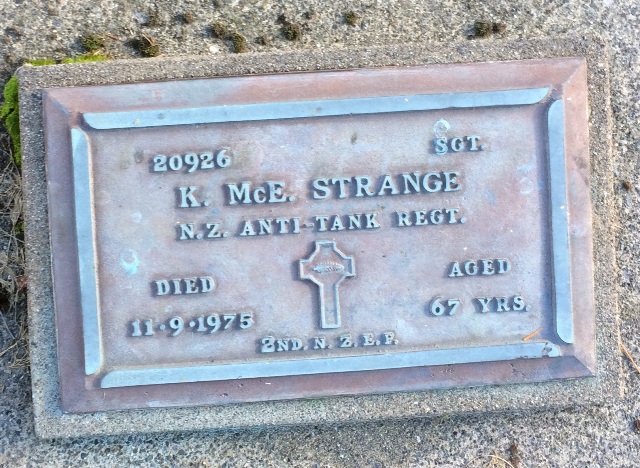 20926 SGT.
K. McE. STRANGE
N.Z. ANTI-TANK REGT.
DIED AGED
11·9·1975 67 YRS.
2ND. N.Z.E.F.